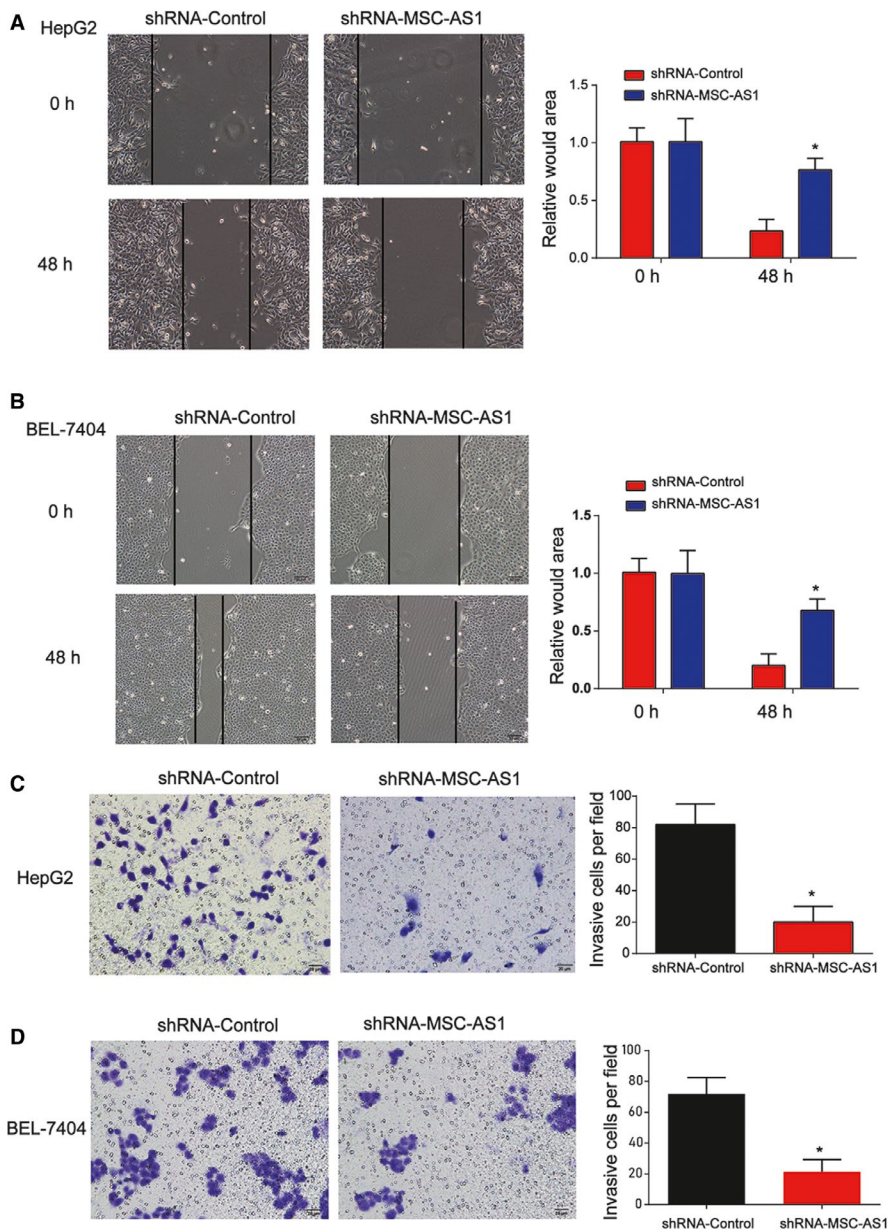 A
HepG2
shRNA-Control
shRNA-MSC-AS1
0 h
48 h
shRNA-Control
shRNA-MSC-AS1
Relative would area
1.5
1.0
0.5
0.0
0 h
48 h
*
B
BEL-7404
shRNA-Control
shRNA-MSC-AS1
0 h
48 h
shRNA-Control
shRNA-MSC-AS1
Relative would area
1.5
1.0
0.5
0.0
0 h
48 h
*
C
shRNA-Control
shRNA-MSC-AS1
HepG2
20 μm
Invasive cells per field
100
80
60
40
20
0
*
shRNA-Control
shRNA-MSC-AS1
D
shRNA-Control
shRNA-MSC-AS1
BEL-7404
Invasive cells per field
100
80
60
40
20
0
*
shRNA-Control
shRNA-MSC-AS1